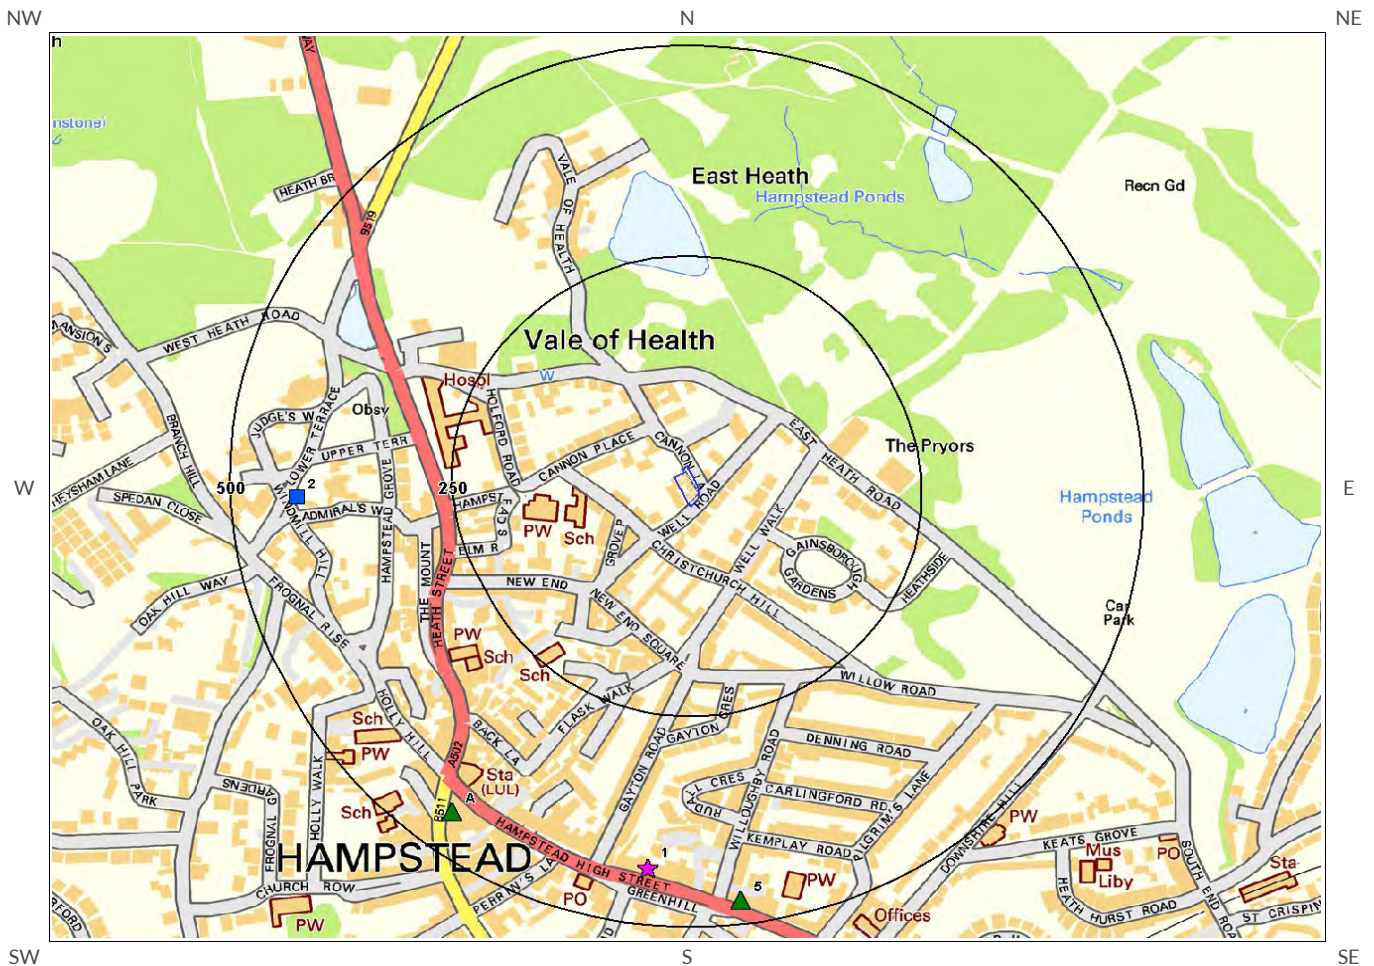 NW
N
NE
h
WAY
nstone)
HEATH BR
B519
VALE OF HEALTH
East Heath
Hampstead Ponds
Recn Gd
MANSIONS
WEST HEATH ROAD
Vale of Health
W
Hospl
Obsy
JUDGE'S W
LOWER TERRACE
UPPER TERR
HOLFORD ROAD
BRANCH HILL
HEYSHAM LANE
SPEDAN CLOSE
CANNON PLACE
CANNON
EAST HEATH ROAD
The Pryors
W
500
2
250
E
HAMPST
EAD S
WELL ROAD
Hampstead
Ponds
ADMIRAL'S W
WINDMILL HILL
HAMPSTEAD GROVE
PW
Sch
GROVE P
WELL WALK
ELM R
THE MOUNT
HEATH STREET
CHRISTCHURCH HILL
GAINSBOROUGH
GARDENS
HEATHSIDE
NEW END
NEW END SQUARE
OAK HILL WAY
FROGNAL RISE
Car
Park
PW
Sch
Sch
WILLOW ROAD
FLASK WALK
HOLLY HILL
BACK LA
GAYTON CRES
Sch
PW
OAK HILL PARK
DENNING ROAD
A502
Sta
(LUL)
GAYTON ROAD
WILLOUGHBY ROAD
RUDALL CRES
CARLINGFORD RD
PILGRIM'S LANE
DOWNSHIRE HILL
FROGNAL GARDENS
HOLLY WALK
Sch
B511
A
HAMPSTEAD HIGH STREET
KEMPLAY ROAD
PW
KEATS GROVE
Mus
PO
SOUTH END ROAD
HAMPSTEAD
1
CHURCH ROW
PERRIN'S LA
PO
GREENHILL
5
PW
Liby
Sta
HEATH HURST ROAD
ST CRISPIN
PW
Offices
SW
S
SE